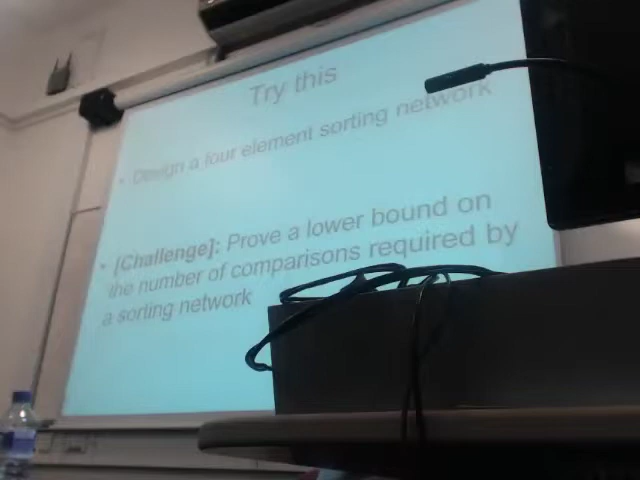 Try this
• Design a four element sorting network
• [Challenge]: Prove a lower bound on
the number of comparisons required by
a sorting network